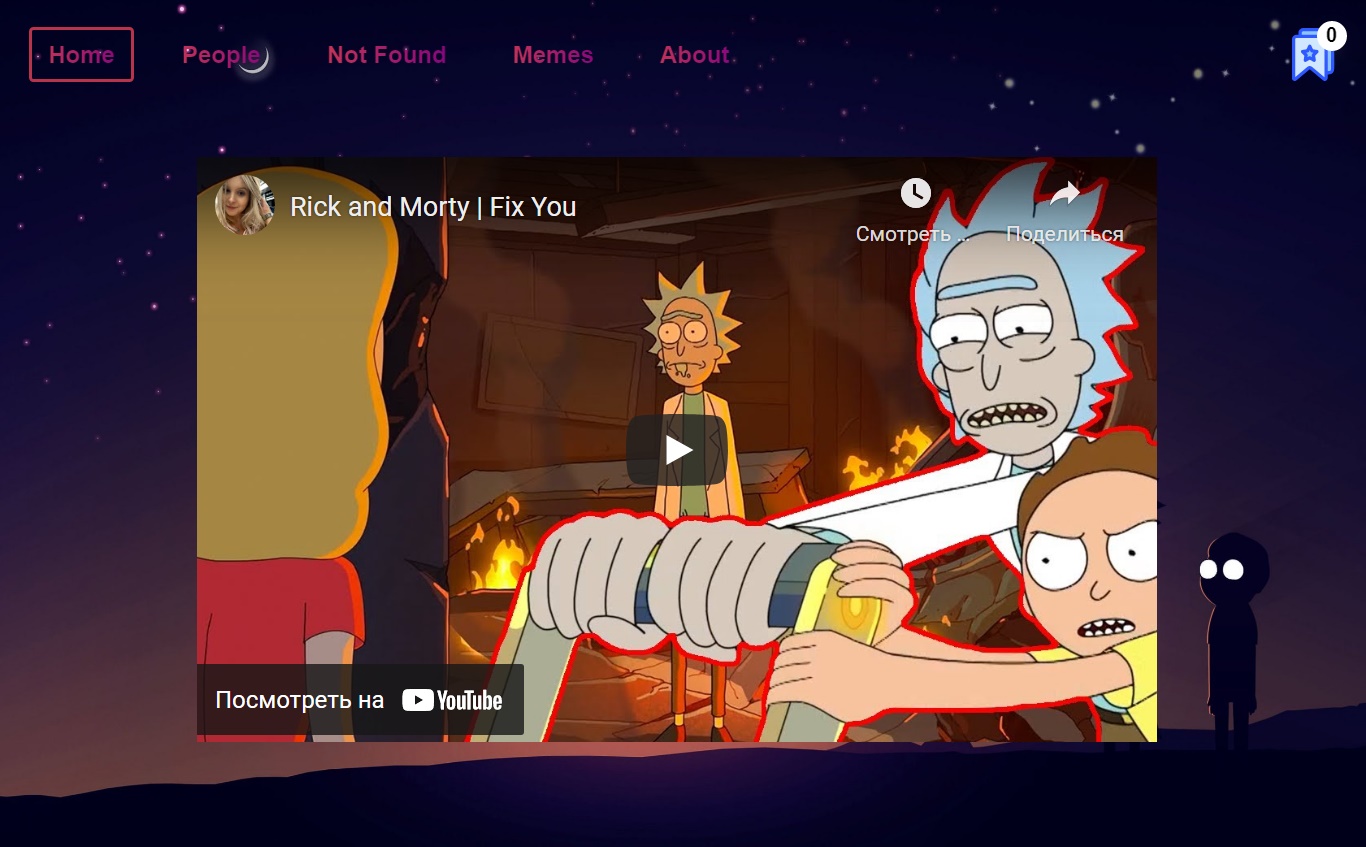 Home
People
Not Found
Memes
About
0
Rick and Morty | Fix You
Смотреть ...
Поделиться
Посмотреть на YouTube